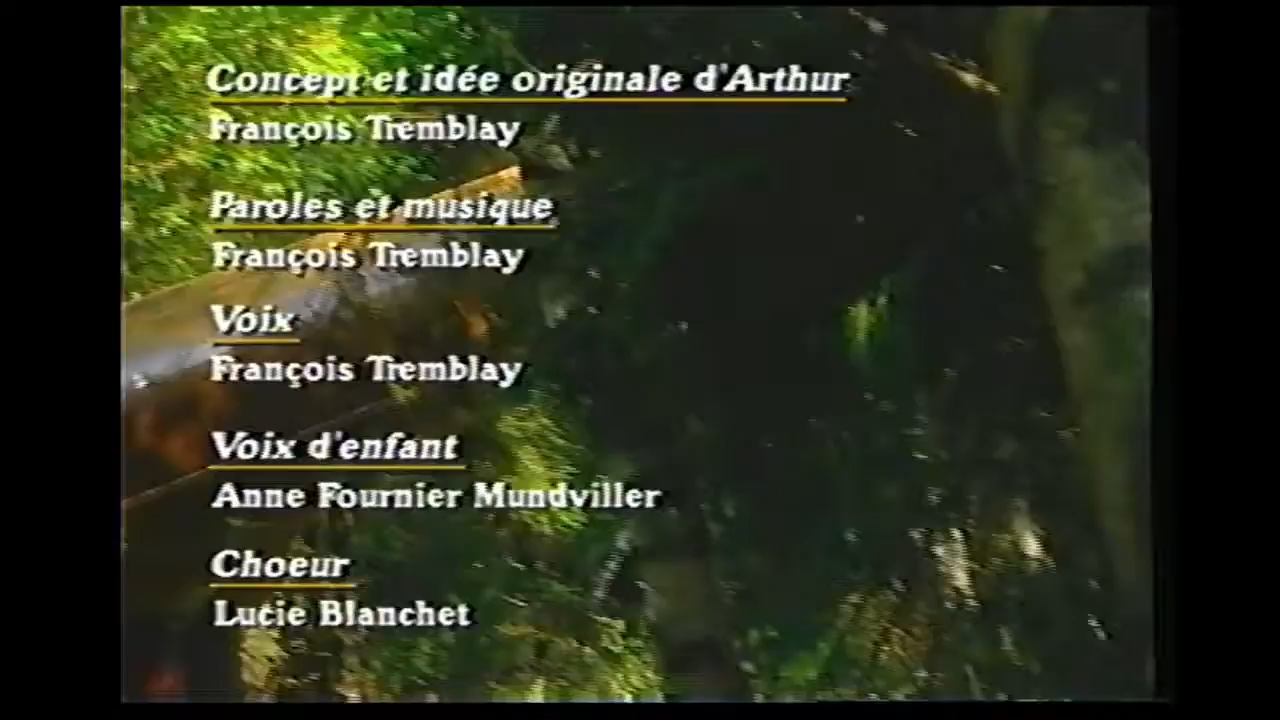 Concept et idée originale d'Arthur
François Tremblay
Paroles et musique
François Tremblay
Voix
François Tremblay
Voix d'enfant
Anne Fournier Mundviller
Choeur
Lucie Blanchet